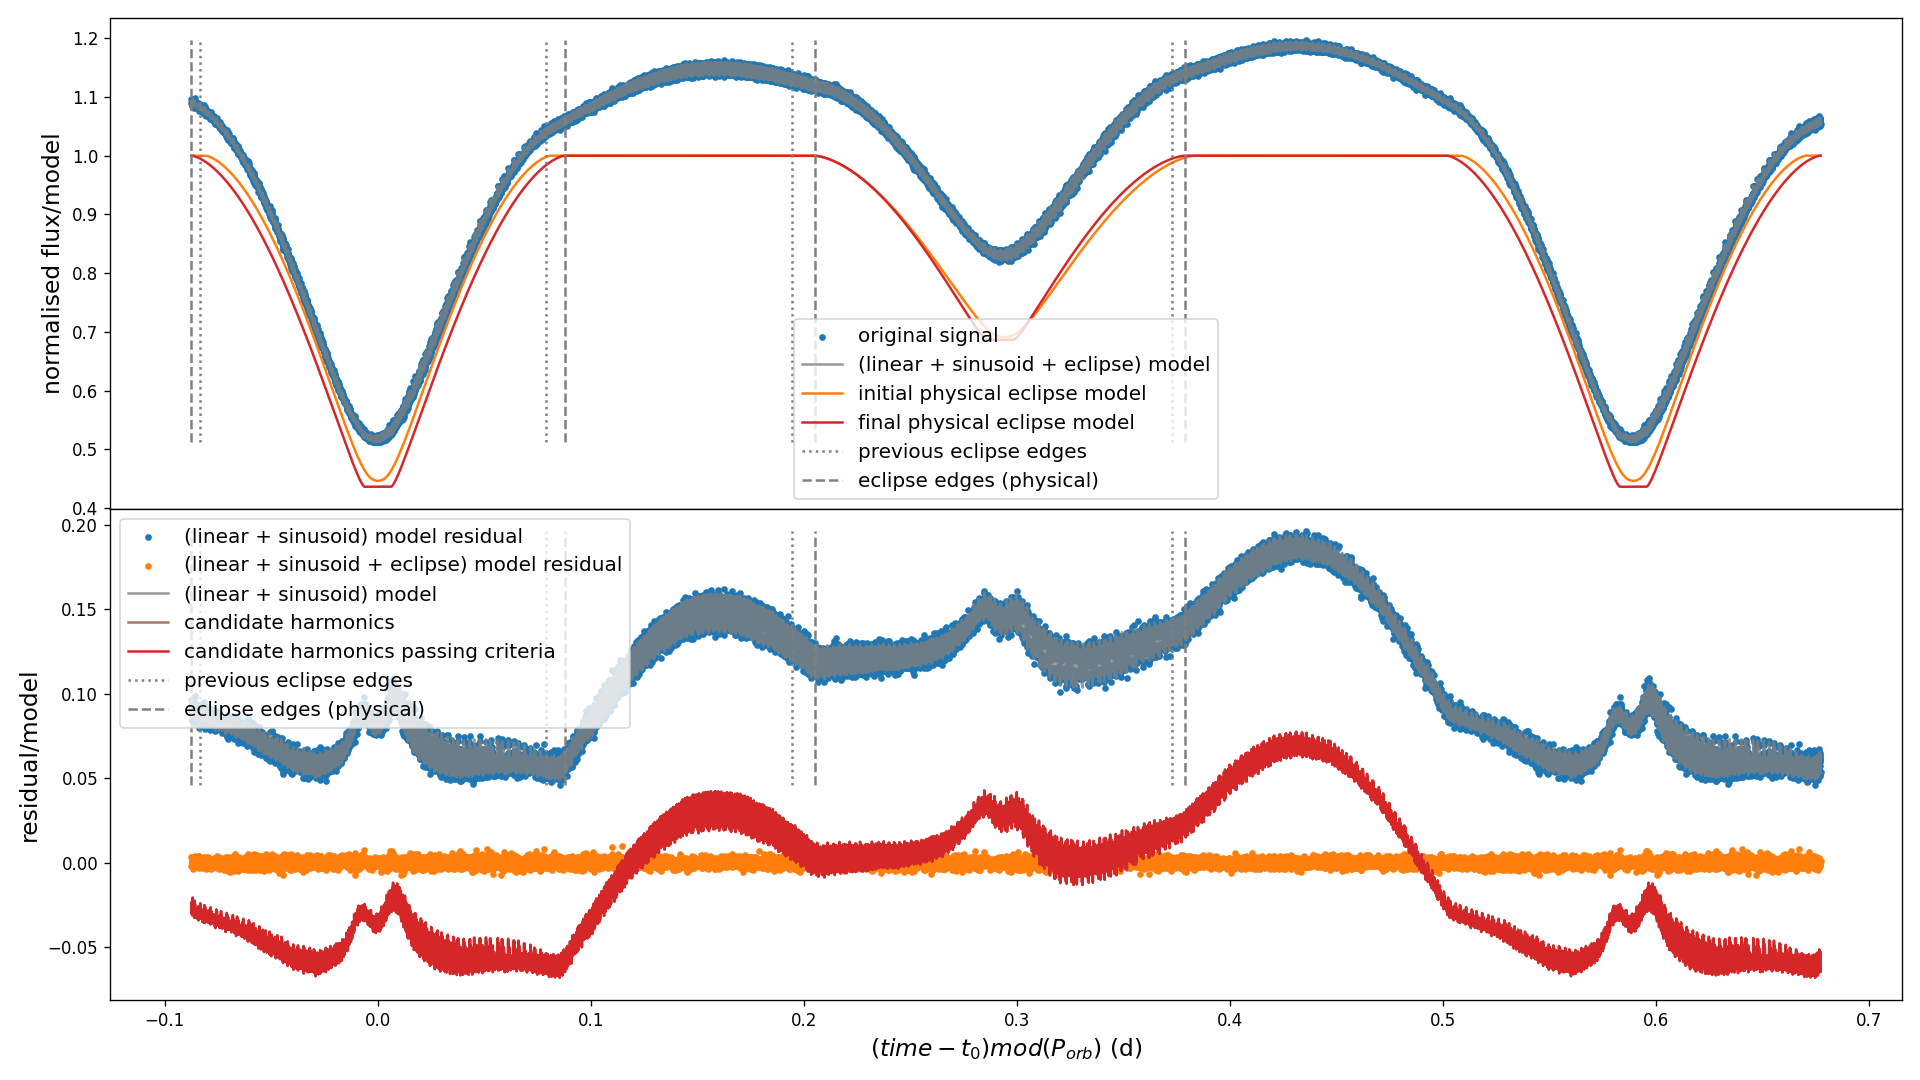 normalised flux/model
1.2
1.1
1.0
0.9
0.8
0.7
0.6
0.5
0.4
original signal
(linear + sinusoid + eclipse) model
initial physical eclipse model
final physical eclipse model
previous eclipse edges
eclipse edges (physical)
residual/model
0.20
0.15
0.10
0.05
0.00
−0.05
(linear + sinusoid) model residual
(linear + sinusoid + eclipse) model residual
(linear + sinusoid) model
candidate harmonics
candidate harmonics passing criteria
previous eclipse edges
eclipse edges (physical)
−0.1 0.0 0.1 0.2 0.3 0.4 0.5 0.6 0.7
(time − t₀)mod(P_orb) (d)